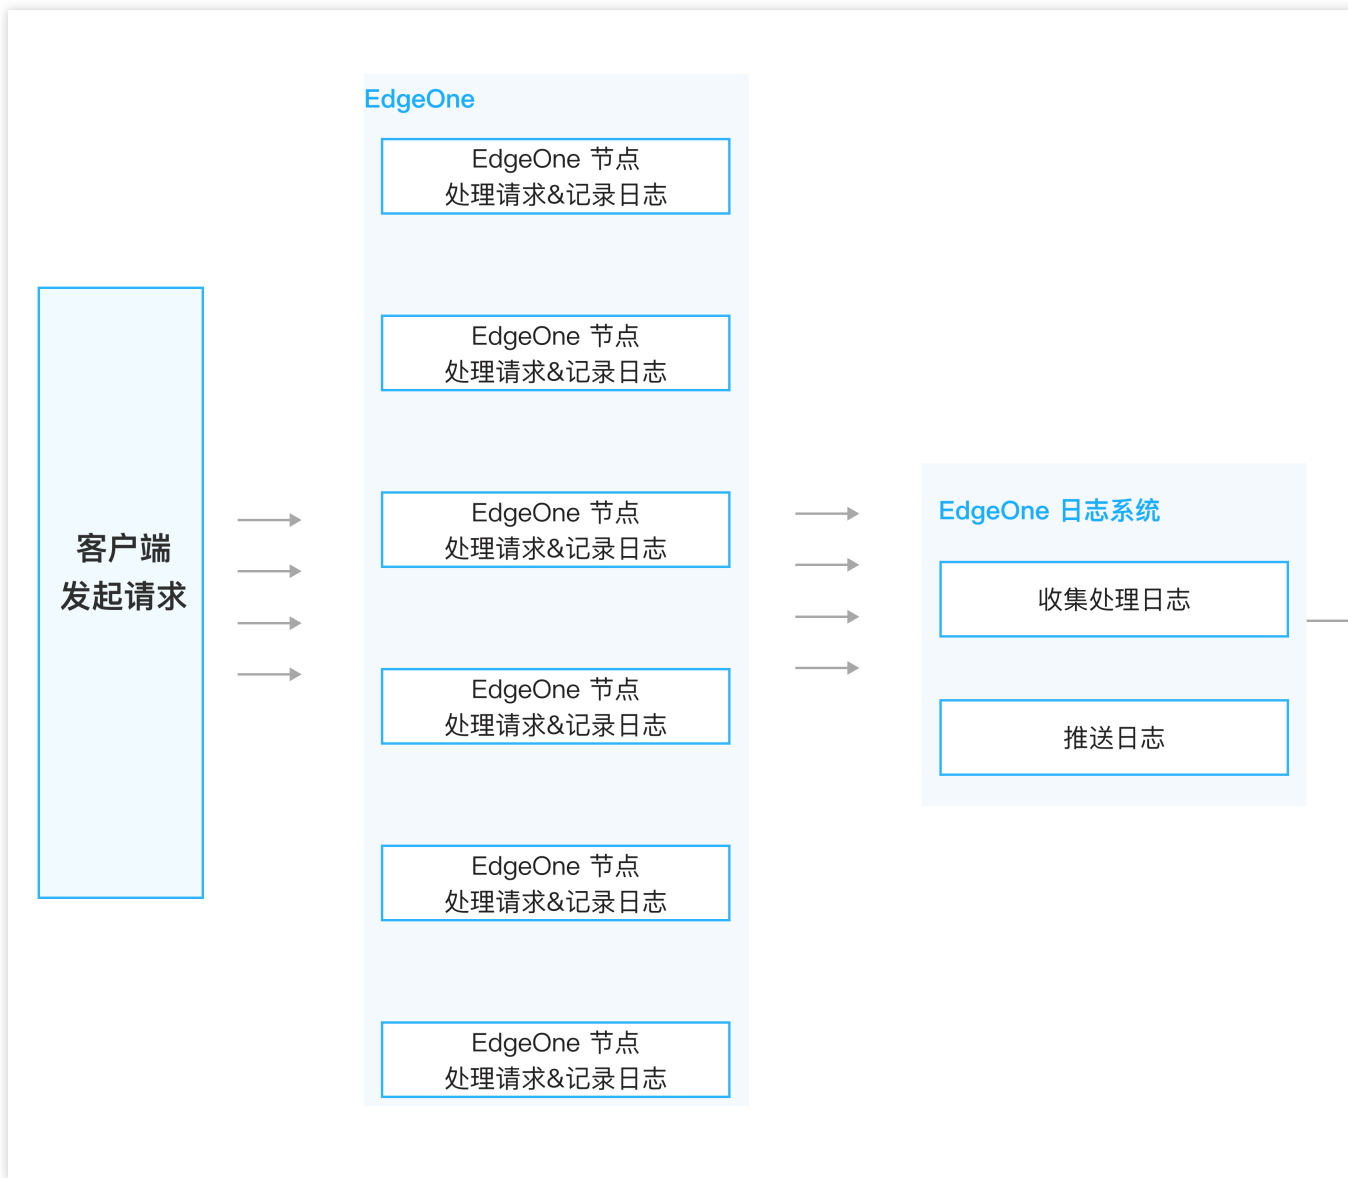 客户端
发起请求
EdgeOne
EdgeOne 节点
处理请求&记录日志
EdgeOne 节点
处理请求&记录日志
EdgeOne 节点
处理请求&记录日志
EdgeOne 节点
处理请求&记录日志
EdgeOne 节点
处理请求&记录日志
EdgeOne 节点
处理请求&记录日志
EdgeOne 日志系统
收集处理日志
推送日志